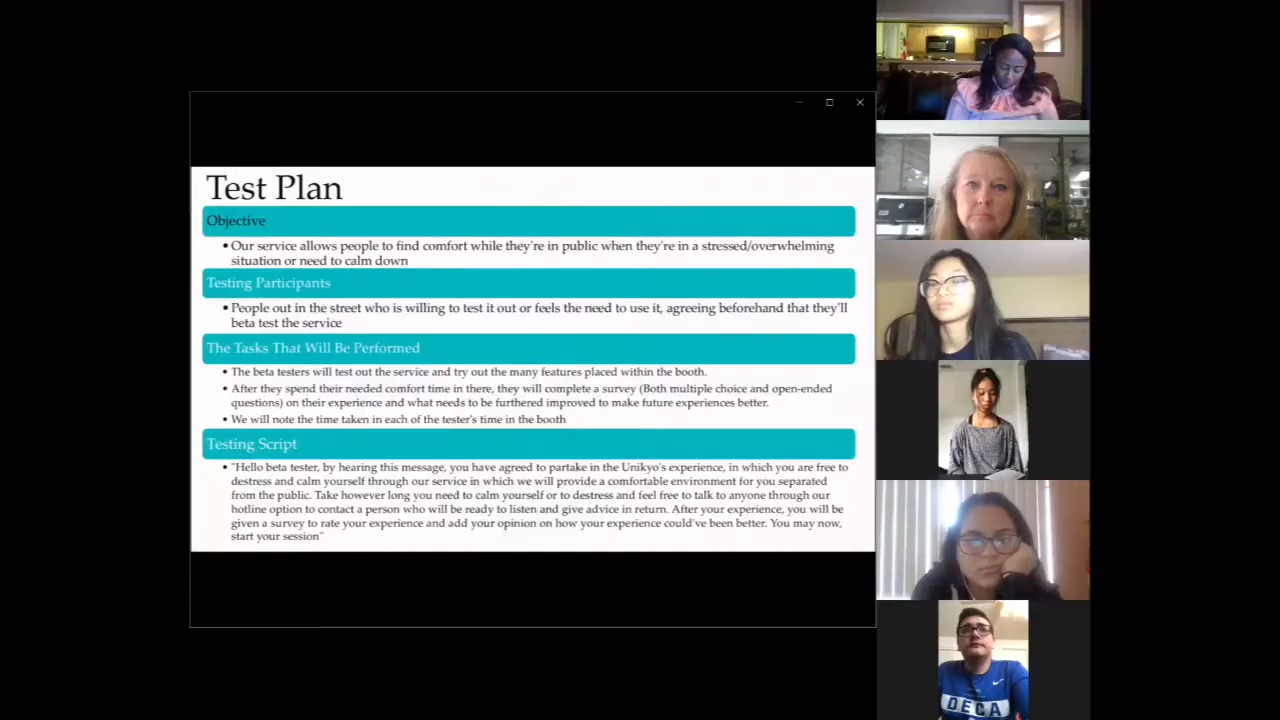 Test Plan
Objective
•Our service allows people to find comfort while they're in public when they're in a stressed/overwhelming
situation or need to calm down
Testing Participants
•People out in the street who is willing to test it out or feels the need to use it, agreeing beforehand that they'll
beta test the service
The Tasks That Will Be Performed
•The beta testers will test out the service and try out the many features placed within the booth.
•After they spend their needed comfort time in there, they will complete a survey (Both multiple choice and open-ended
questions) on their experience and what needs to be furthered improved to make future experiences better.
•We will note the time taken in each of the tester's time in the booth
Testing Script
•"Hello beta tester, by hearing this message, you have agreed to partake in the Unikyo's experience, in which you are free to
destress and calm yourself through our service in which we will provide a comfortable environment for you separated
from the public. Take however long you need to calm yourself or to destress and feel free to talk to anyone through our
hotline option to contact a person who will be ready to listen and give advice in return. After your experience, you will be
given a survey to rate your experience and add your opinion on how your experience could've been better. You may now,
start your session"
DECA